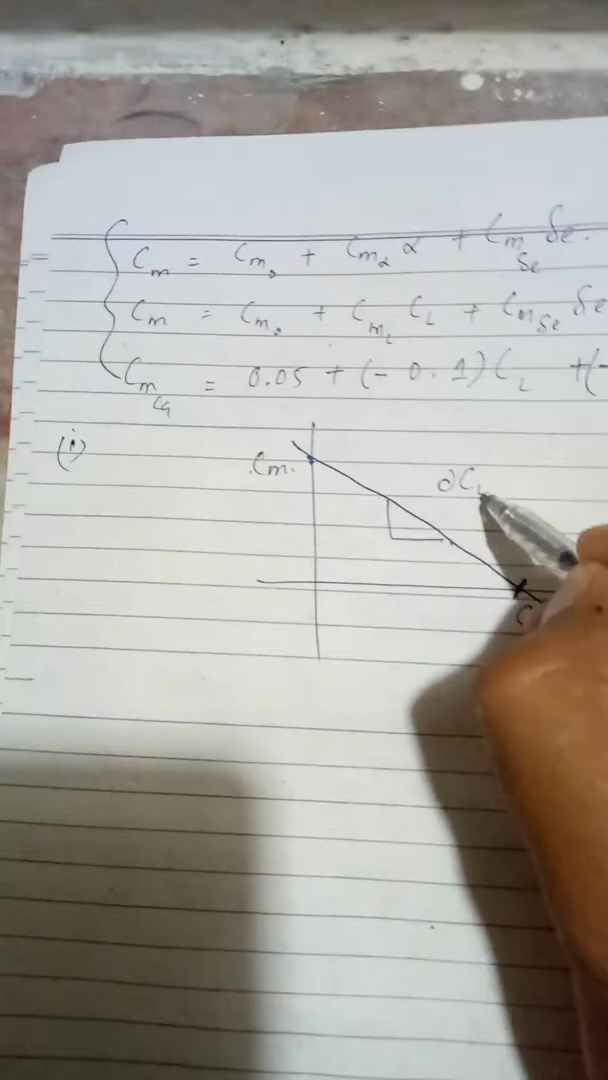 Cm = Cm₀ + Cmα α + Cmδe δe.
Cm = Cm₀ + CmL CL + Cmδe δe
CmCG = 0.05 + (-0.1) CL + (-
(i)
Cm.
∂CL
C